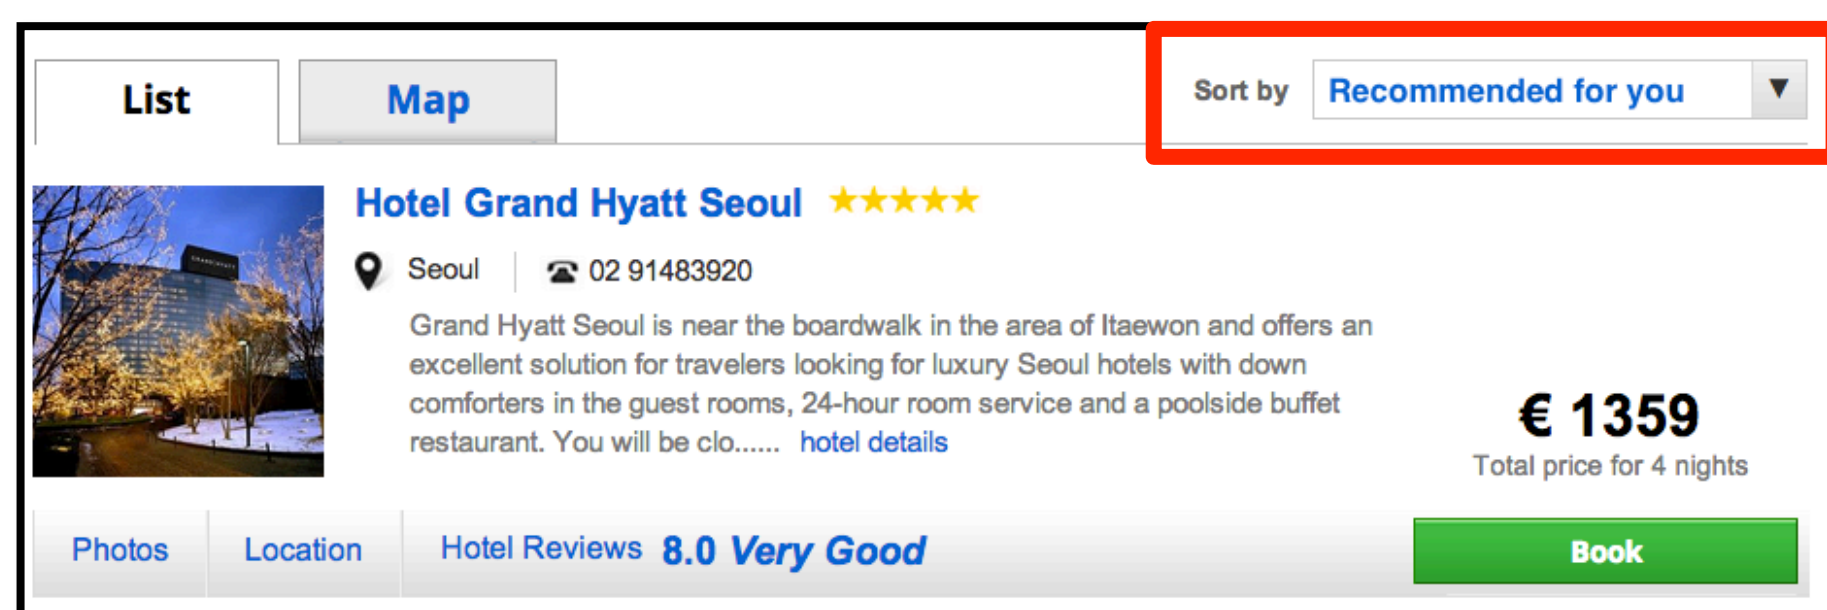 List
Map
Sort by
Recommended for you
Hotel Grand Hyatt Seoul
Seoul
02 91483920
Grand Hyatt Seoul is near the boardwalk in the area of Itaewon and offers an
excellent solution for travelers looking for luxury Seoul hotels with down
comforters in the guest rooms, 24-hour room service and a poolside buffet
restaurant. You will be clo...... hotel details
€ 1359
Total price for 4 nights
Photos
Location
Hotel Reviews 8.0 Very Good
Book